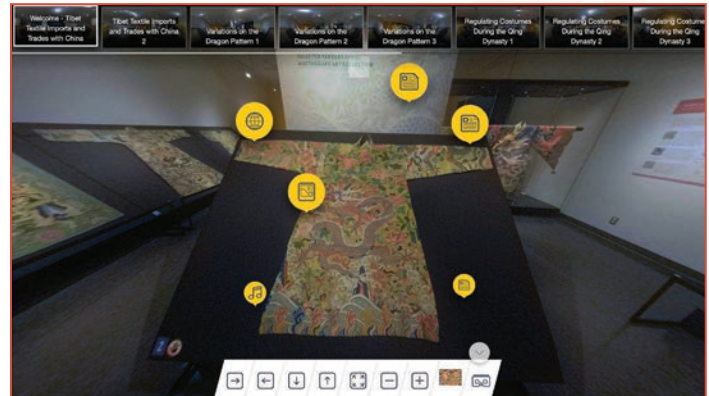 Welcome - Tibet
Textile Imports and
Trades with China
Tibet Textile Imports
and Trades with China
2
Variations on the
Dragon Pattern 1
Variations on the
Dragon Pattern 2
Variations on the
Dragon Pattern 3
Regulating Costumes
During the Qing
Dynasty 1
Regulating Costumes
During the Qing
Dynasty 2
Regulating Costume
During the Qing
Dynasty 3